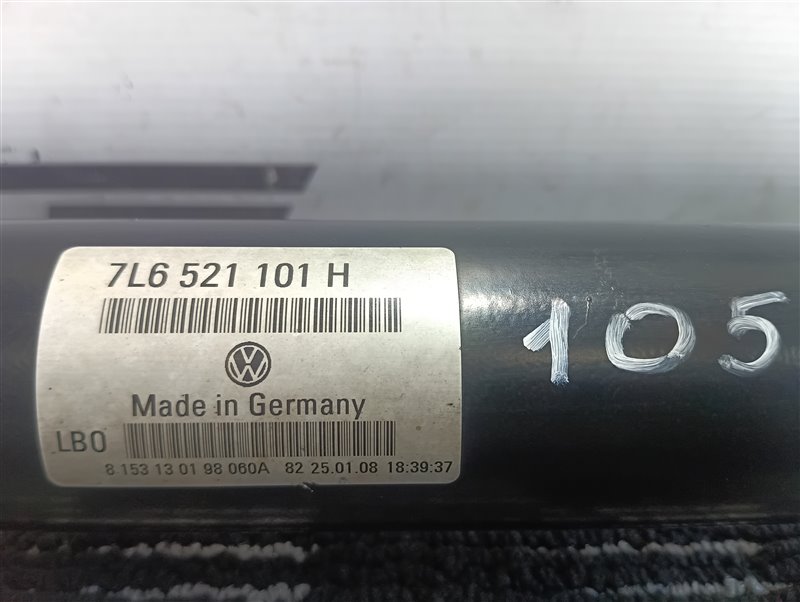 7L6 521 101 H
Made in Germany
LBO
8 153 13 01 98 060A 82 25.01.08 18:39:37
105